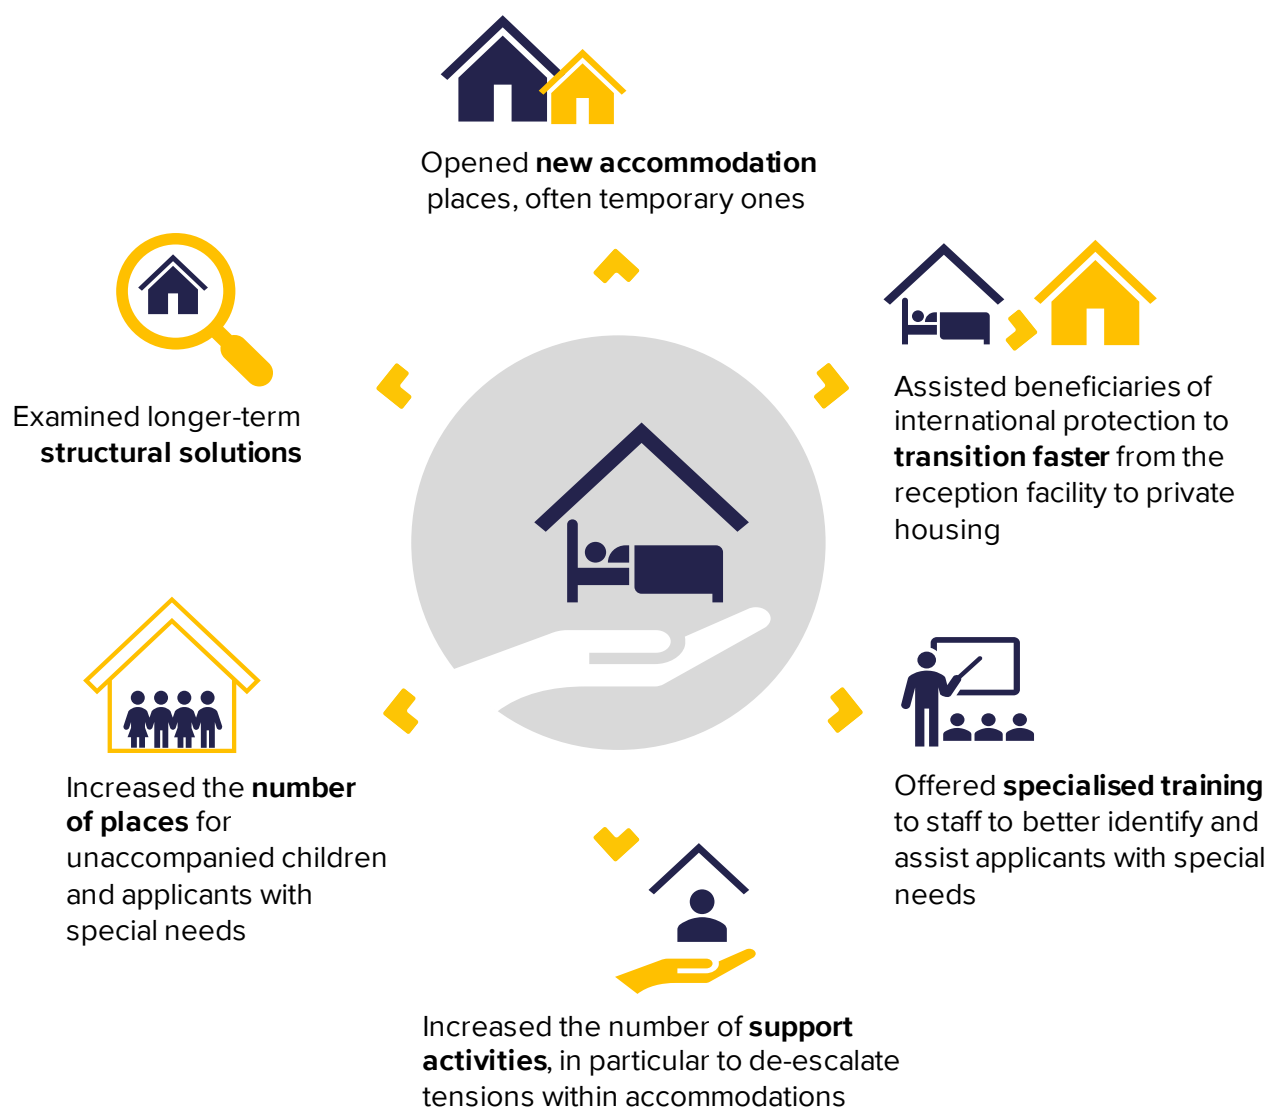 Opened new accommodation
places, often temporary ones
Assisted beneficiaries of
international protection to
transition faster from the
reception facility to private
housing
Offered specialised training
to staff to better identify and
assist applicants with special
needs
Increased the number of support
activities, in particular to de-escalate
tensions within accommodations
Increased the number
of places for
unaccompanied children
and applicants with
special needs
Examined longer-term
structural solutions